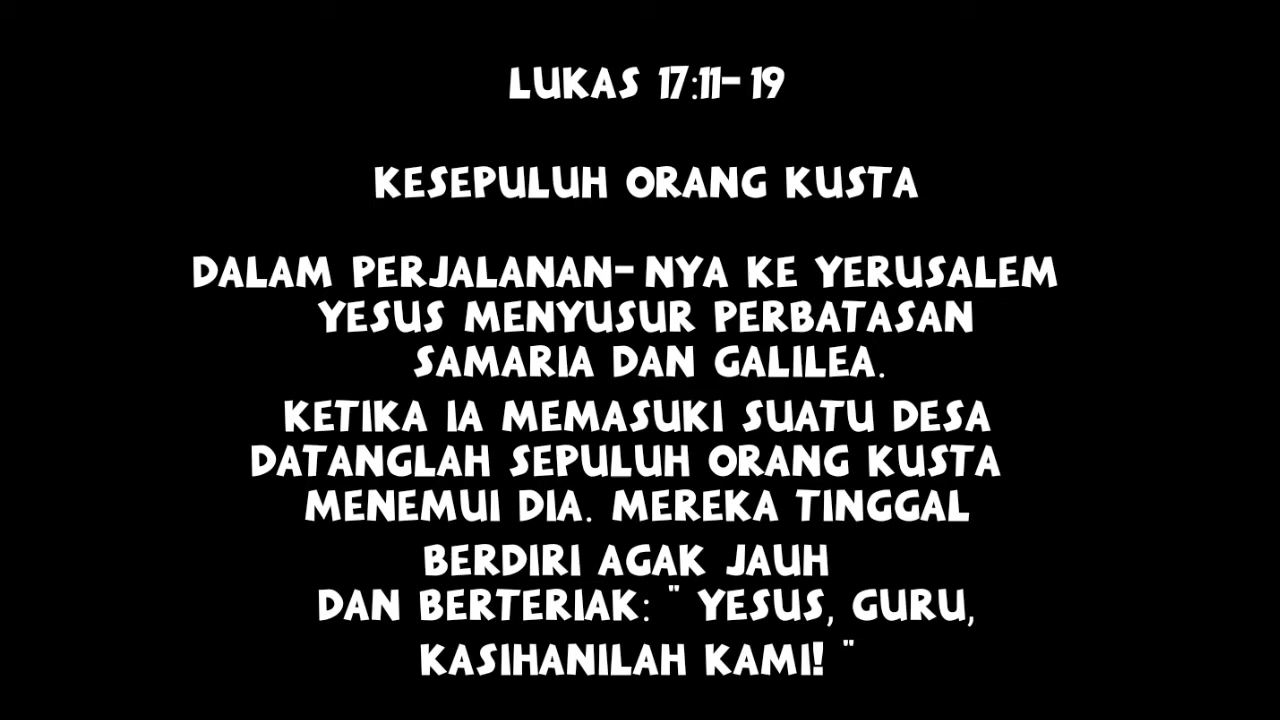 LUKAS 17:11-19
KESEPULUH ORANG KUSTA
DALAM PERJALANAN-NYA KE YERUSALEM
YESUS MENYUSUR PERBATASAN
SAMARIA DAN GALILEA.
KETIKA IA MEMASUKI SUATU DESA
DATANGLAH SEPULUH ORANG KUSTA
MENEMUI DIA. MEREKA TINGGAL
BERDIRI AGAK JAUH
DAN BERTERIAK: " YESUS, GURU,
KASIHANILAH KAMI! "